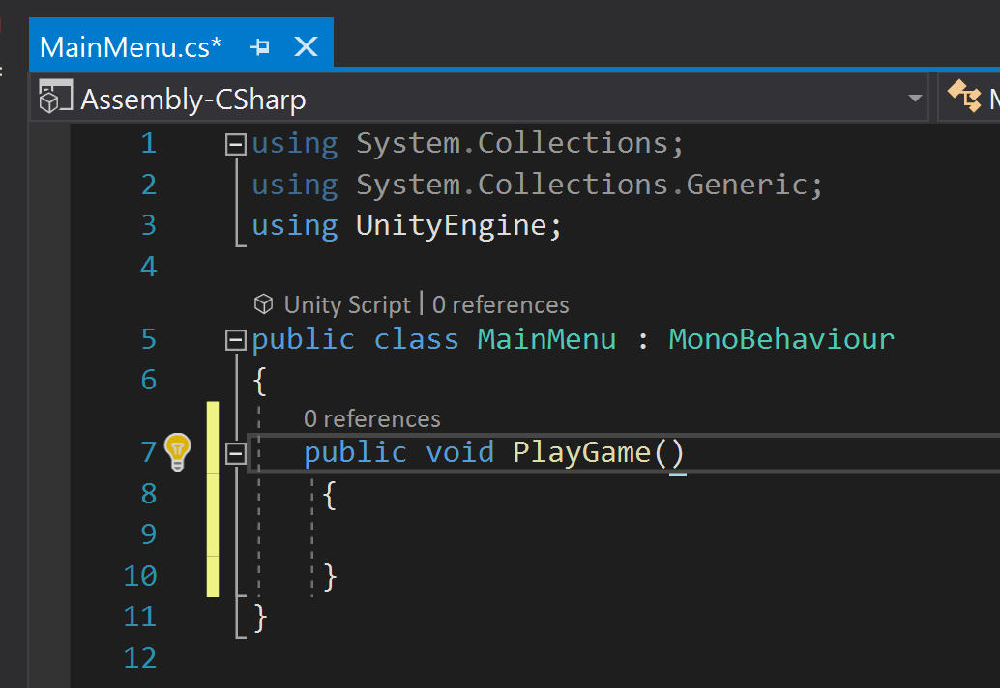 MainMenu.cs*
Assembly-CSharp
1 using System.Collections;
2 using System.Collections.Generic;
3 using UnityEngine;
4
Unity Script | 0 references
5 public class MainMenu : MonoBehaviour
6 {
0 references
7 public void PlayGame()
8 {
9
10 }
11 }
12